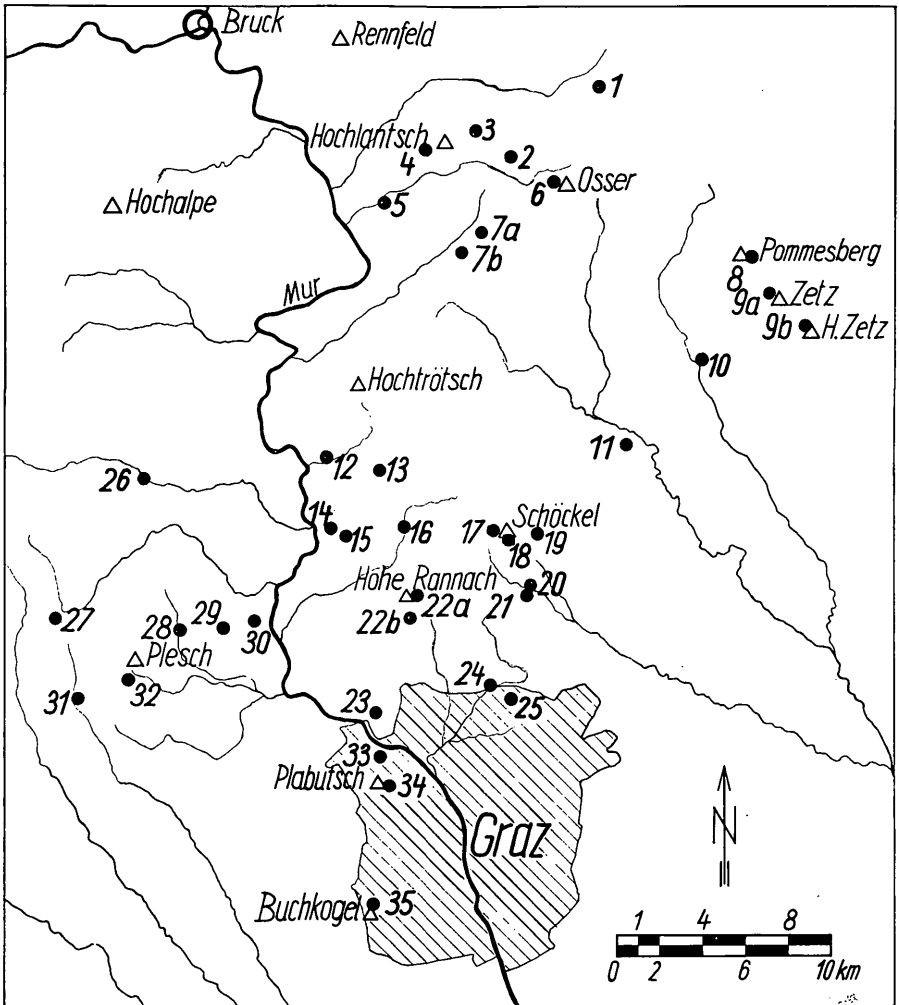 Bruck
Rennfeld
1
3
Hochlantsch
4
2
6
Osser
5
Hochalpe
7a
7b
Pommesberg
8
9a
Zetz
9b
H.Zetz
Mur
10
Hochtrötsch
11
12
13
26
14
15
16
17
Schöckel
18
19
20
Hohe Rannach
21
22a
22b
27
28
29
30
Plesch
31
32
23
24
25
33
Plabutsch
34
Graz
N
Buchkogel
35
1 4 8
0 2 6 10 km